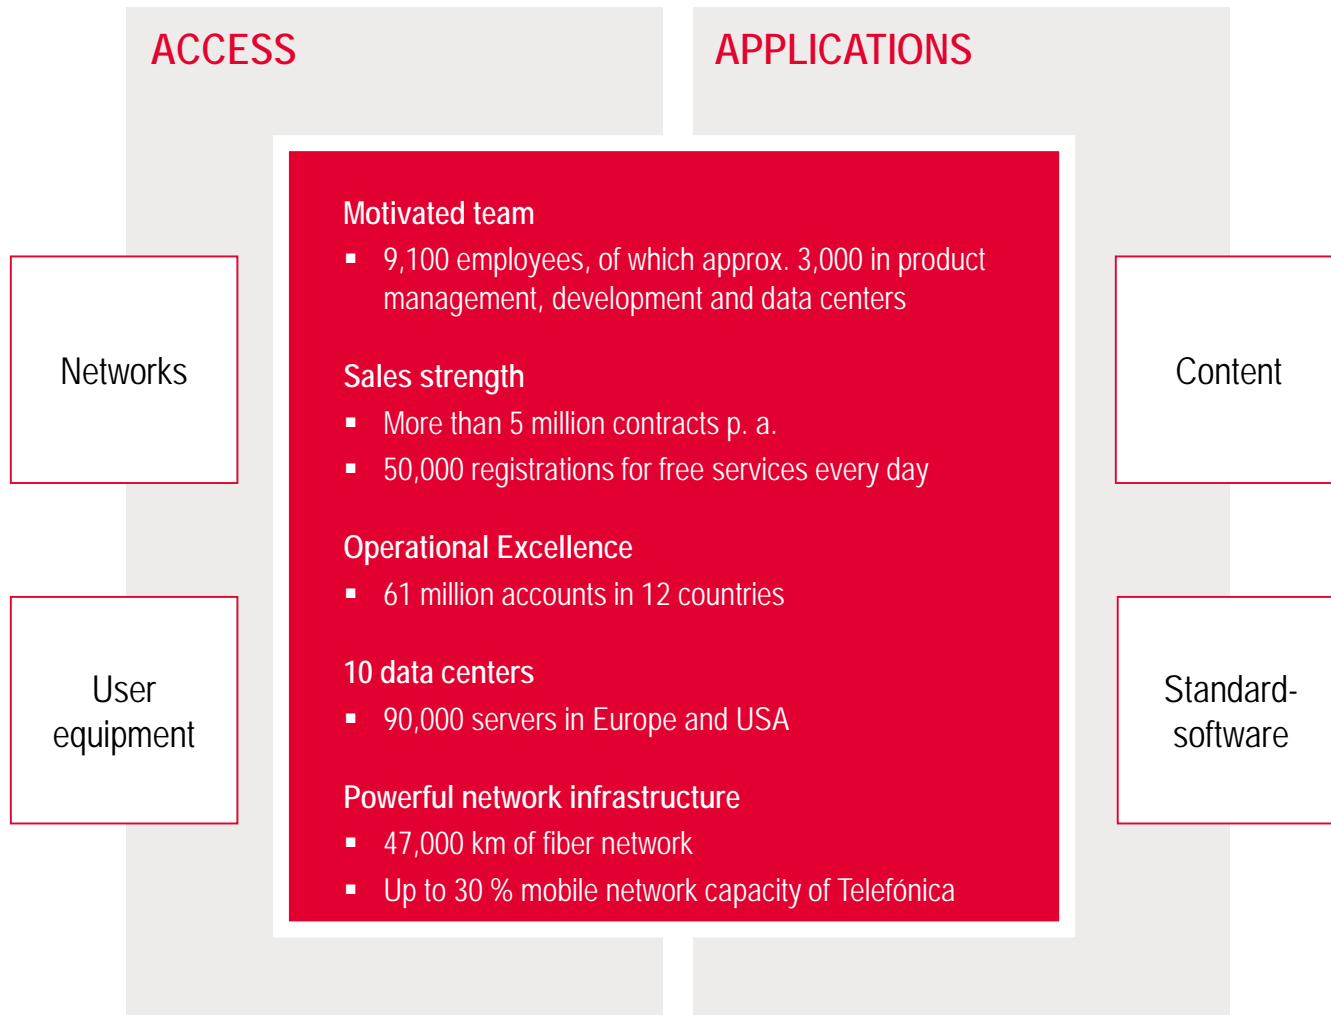 ACCESS
APPLICATIONS
Networks
User
equipment
Motivated team
▪ 9,100 employees, of which approx. 3,000 in product
management, development and data centers
Sales strength
▪ More than 5 million contracts p. a.
▪ 50,000 registrations for free services every day
Operational Excellence
▪ 61 million accounts in 12 countries
10 data centers
▪ 90,000 servers in Europe and USA
Powerful network infrastructure
▪ 47,000 km of fiber network
▪ Up to 30 % mobile network capacity of Telefónica
Content
Standard-
software